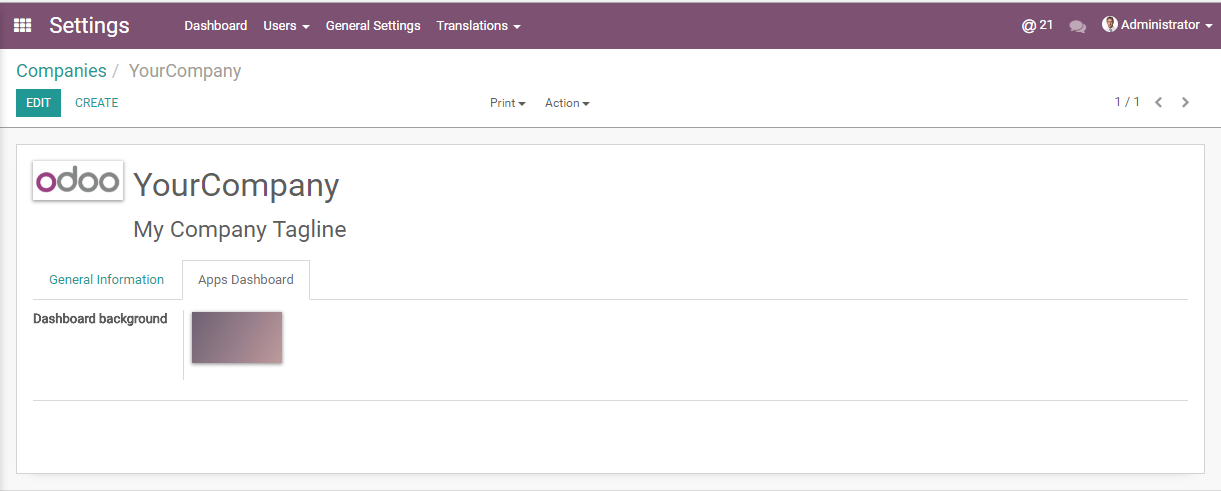 Settings Dashboard Users General Settings Translations @ 21 Administrator
Companies / YourCompany
EDIT CREATE Print Action 1 / 1
odoo YourCompany
My Company Tagline
General Information Apps Dashboard
Dashboard background